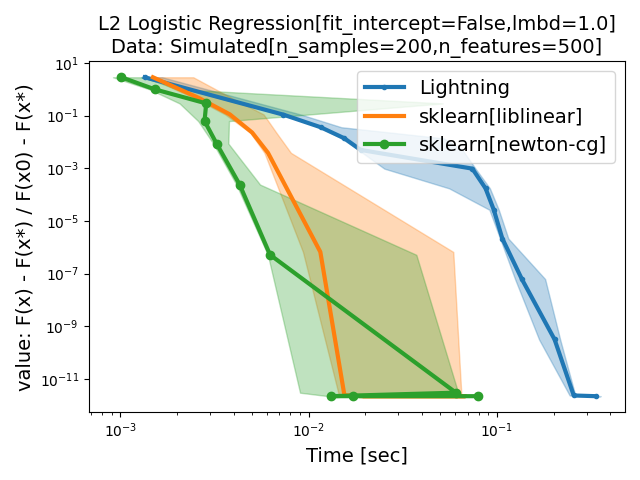 L2 Logistic Regression[fit_intercept=False,lmbd=1.0]
Data: Simulated[n_samples=200,n_features=500]
value: F(x) - F(x*) / F(x0) - F(x*)
10¹
10⁻¹
10⁻³
10⁻⁵
10⁻⁷
10⁻⁹
10⁻¹¹
Lightning
sklearn[liblinear]
sklearn[newton-cg]
10⁻³
10⁻²
10⁻¹
Time [sec]